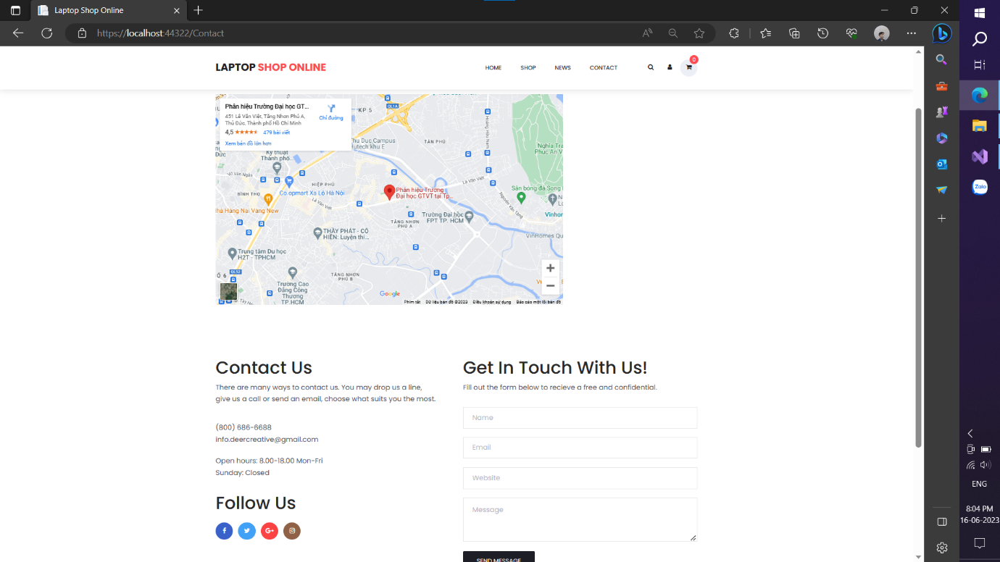 Laptop Shop Online
https://localhost:44322/Contact
LAPTOP SHOP ONLINE
HOME
SHOP
NEWS
CONTACT
0
Phân hiệu Trường Đại học GT...
451 Lê Văn Việt, Tăng Nhơn Phú A,
Thủ Đức, Thành phố Hồ Chí Minh
4,5
479 bài viết
Xem bản đồ lớn hơn
Chỉ đường
KP 5
QL1A
TÂN PHÚ
Thu Duc Campus
Hutech khu E
Kỹ thuật
Thành phố...
HIỆP PHÚ
Co.opmart Xa Lộ Hà Nội
BÌNH THỌ
Nhà Hàng Nai Vàng New
Lê Văn Việt
Lê Văn Việt
Phân hiệu Trường
Đại học GTVT tại Tp...
Sân bóng đá Song
TĂNG NHƠN
PHÚ A
Trường Đại học
FPT TP. HCM
THẦY PHÁT - CÔ
HIỀN: Luyện thi...
VinHomes
Trung tâm Du học
H2T - TPHCM
QL52
TĂNG NHƠN
PHÚ B
Trường Cao
Đẳng Công
Thương
TP.HCM
Google
Phím tắt
Dữ liệu bản đồ ©2023
Điều khoản sử dụng
Báo cáo một lỗi bản đồ
Contact Us
There are many ways to contact us. You may drop us a line,
give us a call or send an email, choose what suits you the most.
(800) 686-6688
info.deercreative@gmail.com
Open hours: 8.00-18.00 Mon-Fri
Sunday: Closed
Follow Us
Get In Touch With Us!
Fill out the form below to recieve a free and confidential.
Name
Email
Website
Message
SEND MESSAGE
Zalo
ENG
8:04 PM
16-06-2023